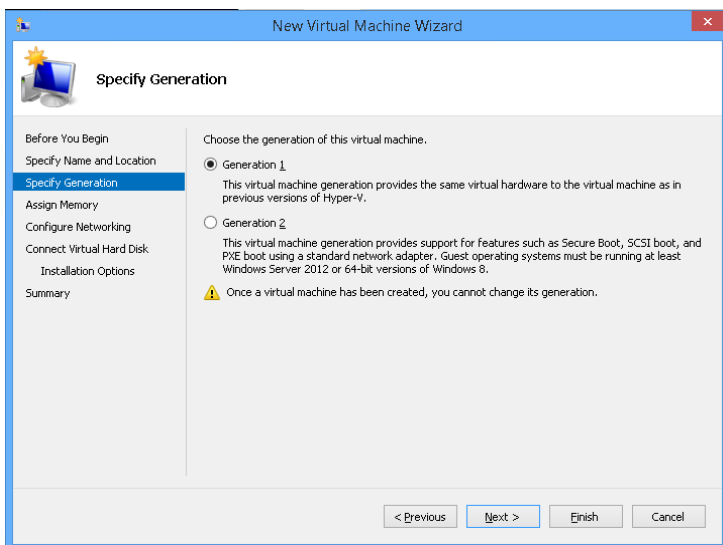 New Virtual Machine Wizard
Specify Generation
Before You Begin
Specify Name and Location
Specify Generation
Assign Memory
Configure Networking
Connect Virtual Hard Disk
Installation Options
Summary
Choose the generation of this virtual machine.
Generation 1
This virtual machine generation provides the same virtual hardware to the virtual machine as in
previous versions of Hyper-V.
Generation 2
This virtual machine generation provides support for features such as Secure Boot, SCSI boot, and
PXE boot using a standard network adapter. Guest operating systems must be running at least
Windows Server 2012 or 64-bit versions of Windows 8.
Once a virtual machine has been created, you cannot change its generation.
< Previous
Next >
Finish
Cancel